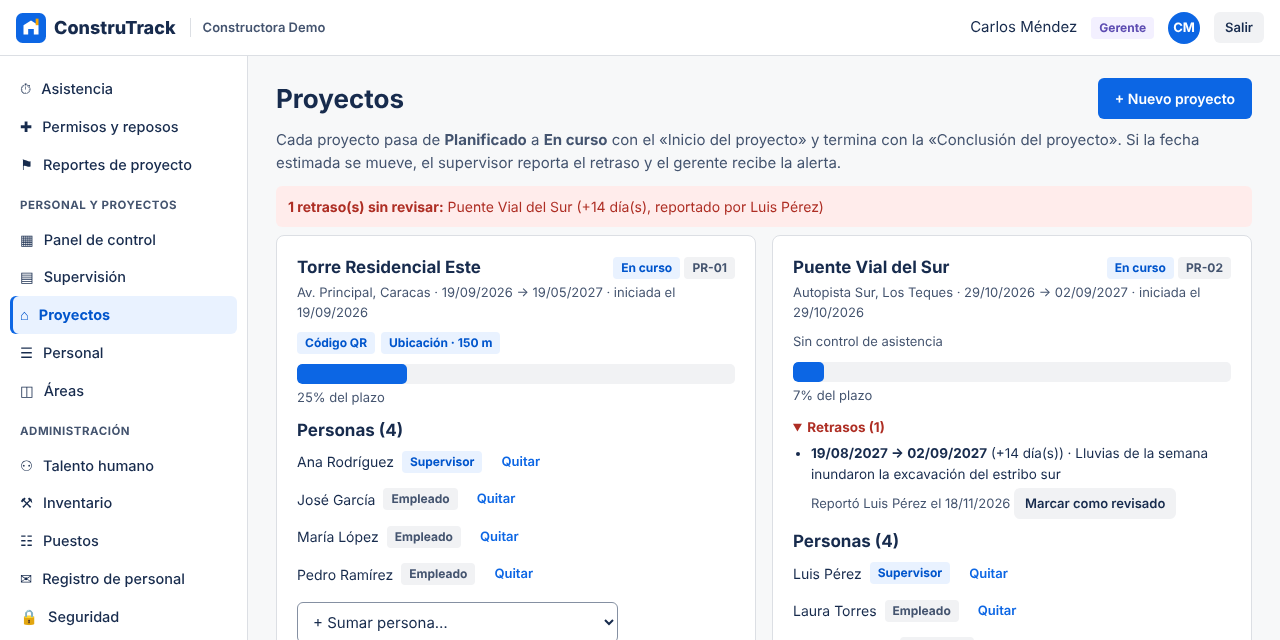 ConstruTrack
Constructora Demo
Carlos Méndez
Gerente
CM
Salir
Asistencia
Permisos y reposos
Reportes de proyecto
PERSONAL Y PROYECTOS
Panel de control
Supervisión
Proyectos
Personal
Áreas
ADMINISTRACIÓN
Talento humano
Inventario
Puestos
Registro de personal
Seguridad
Proyectos
+ Nuevo proyecto
Cada proyecto pasa de Planificado a En curso con el «Inicio del proyecto» y termina con la «Conclusión del proyecto». Si la fecha
estimada se mueve, el supervisor reporta el retraso y el gerente recibe la alerta.
1 retraso(s) sin revisar: Puente Vial del Sur (+14 día(s), reportado por Luis Pérez)
Torre Residencial Este
En curso
PR-01
Av. Principal, Caracas · 19/09/2026 → 19/05/2027 · iniciada el
19/09/2026
Código QR
Ubicación · 150 m
25% del plazo
Personas (4)
Ana Rodríguez Supervisor Quitar
José García Empleado Quitar
María López Empleado Quitar
Pedro Ramírez Empleado Quitar
+ Sumar persona...
Puente Vial del Sur
En curso
PR-02
Autopista Sur, Los Teques · 29/10/2026 → 02/09/2027 · iniciada el
29/10/2026
Sin control de asistencia
7% del plazo
▼ Retrasos (1)
• 19/08/2027 → 02/09/2027 (+14 día(s)) · Lluvias de la semana
inundaron la excavación del estribo sur
Reportó Luis Pérez el 18/11/2026 Marcar como revisado
Personas (4)
Luis Pérez Supervisor Quitar
Laura Torres Empleado Quitar